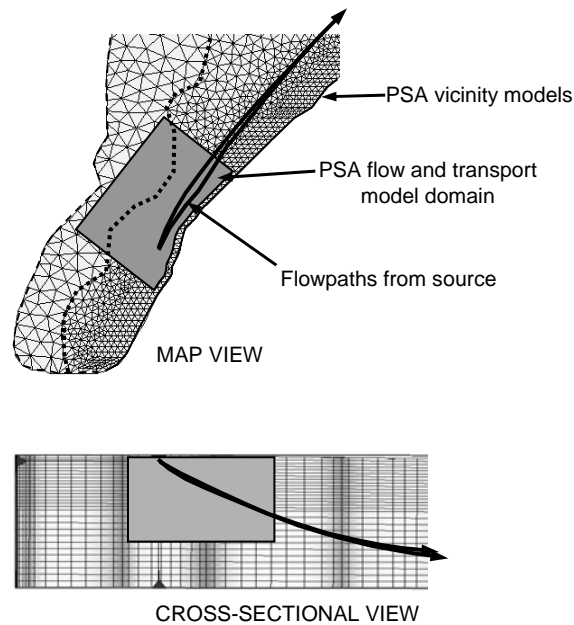 PSA vicinity models
PSA flow and transport
model domain
Flowpaths from source
MAP VIEW
CROSS-SECTIONAL VIEW